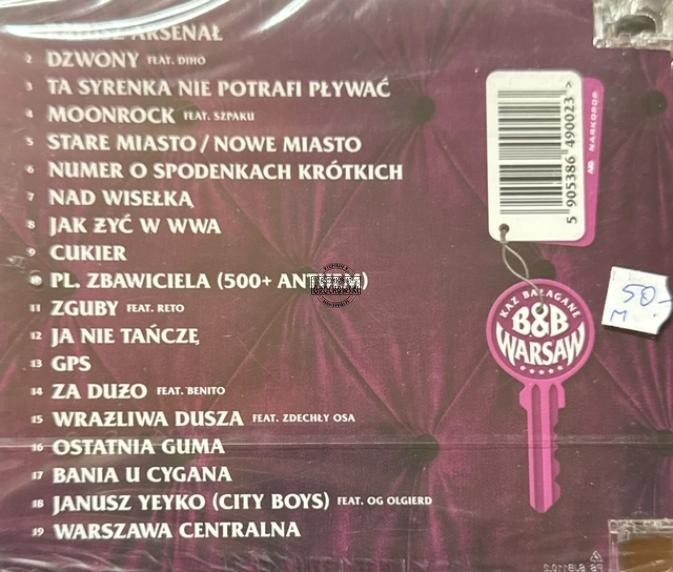 ARSENAŁ
2 DZWONY FEAT. DIHO
3 TA SYRENKA NIE POTRAFI PŁYWAĆ
4 MOONROCK FEAT. SZPAKU
5 STARE MIASTO / NOWE MIASTO
6 NUMER O SPODENKACH KRÓTKICH
7 NAD WISEŁKĄ
8 JAK ŻYĆ W WWA
9 CUKIER
10 PL. ZBAWICIELA (500+ ANTHEM)
11 ZGUBY FEAT. RETO
12 JA NIE TAŃCZĘ
13 GPS
14 ZA DUŻO FEAT. BENITO
15 WRAŻLIWA DUSZA FEAT. ZDECHŁY OSA
16 OSTATNIA GUMA
17 BANIA U CYGANA
18 JANUSZ YEYKO (CITY BOYS) FEAT. OG OLGIERD
19 WARSZAWA CENTRALNA
5 905386 490023 >
NARKOPOP
KAZ BAŁAGANE
B&B
WARSAW
50,-
M.